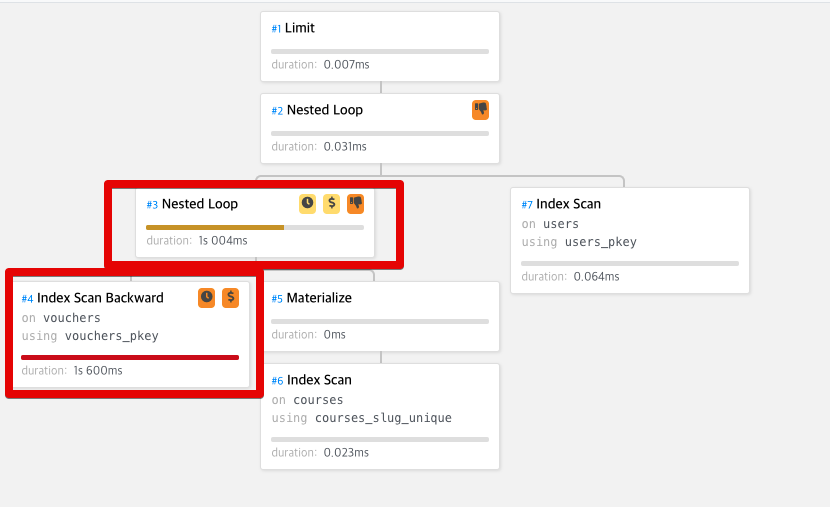 #1 Limit
duration: 0.007ms
#2 Nested Loop
duration: 0.031ms
#3 Nested Loop
$
duration: 1s 004ms
#7 Index Scan
on users
using users_pkey
duration: 0.064ms
#4 Index Scan Backward
$
on vouchers
using vouchers_pkey
duration: 1s 600ms
#5 Materialize
duration: 0ms
#6 Index Scan
on courses
using courses_slug_unique
duration: 0.023ms